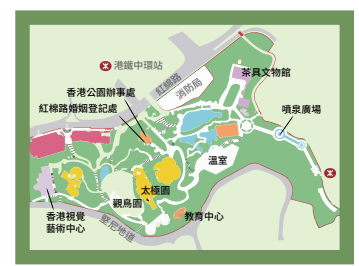 港鐵中環站
紅棉路
消防局
茶具文物館
香港公園辦事處
紅棉路婚姻登記處
噴泉廣場
溫室
太極園
觀鳥園
教育中心
香港視覺
藝術中心
堅尼地道